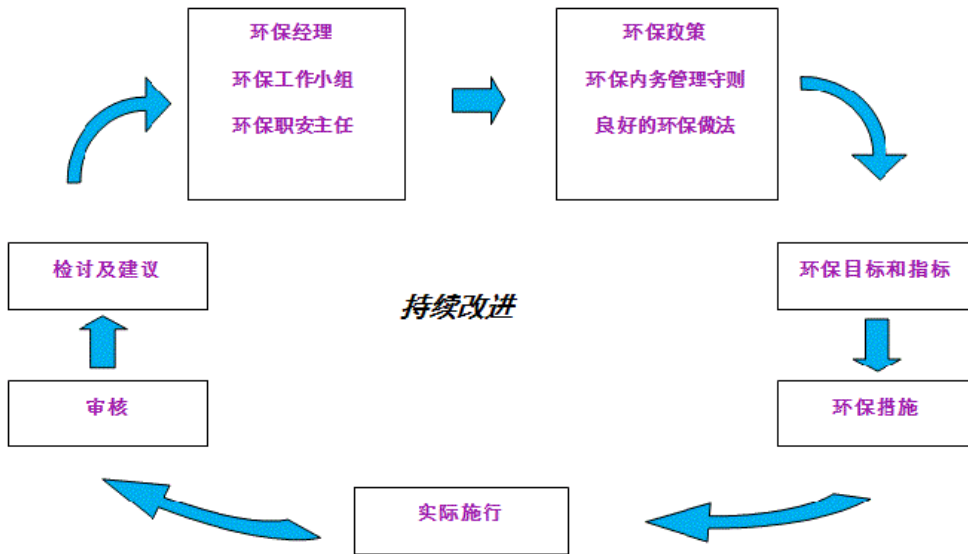 环保经理
环保工作小组
环保职安主任
环保政策
环保内务管理守则
良好的环保做法
环保目标和指标
环保措施
实际施行
审核
检讨及建议
持续改进